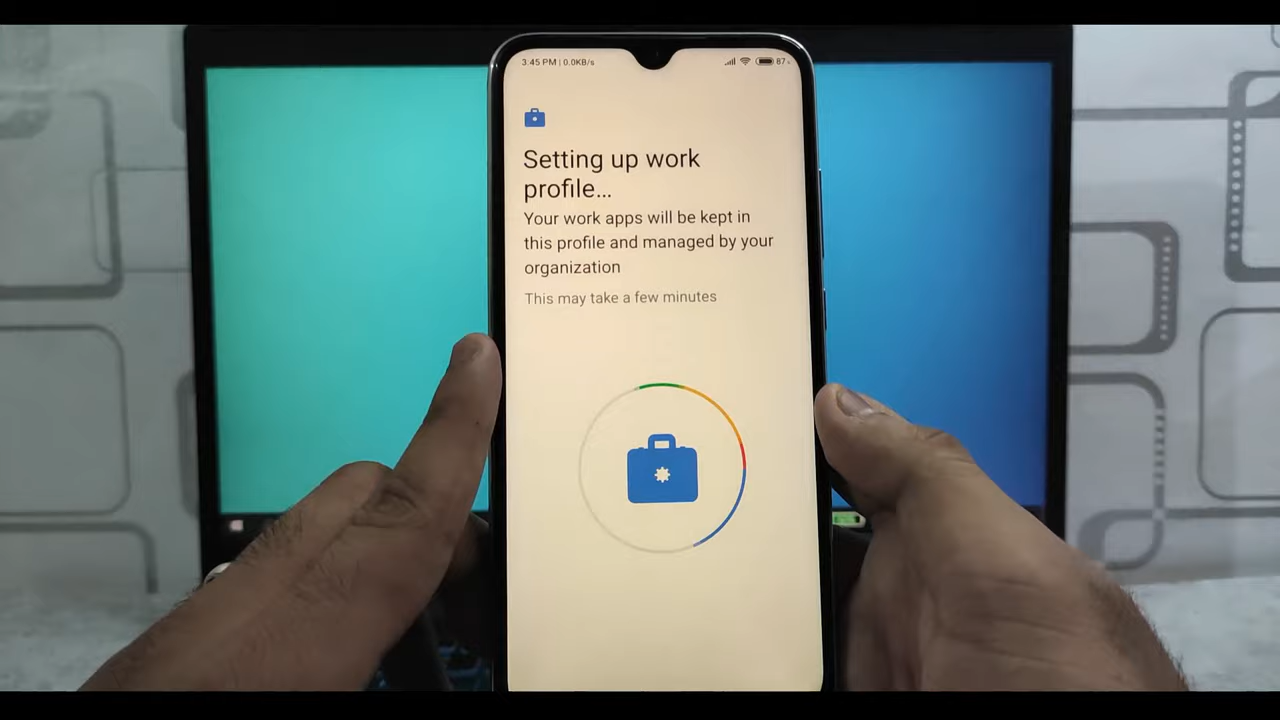 3:45 PM | 0.0KB/s 87
Setting up work
profile...
Your work apps will be kept in
this profile and managed by your
organization
This may take a few minutes